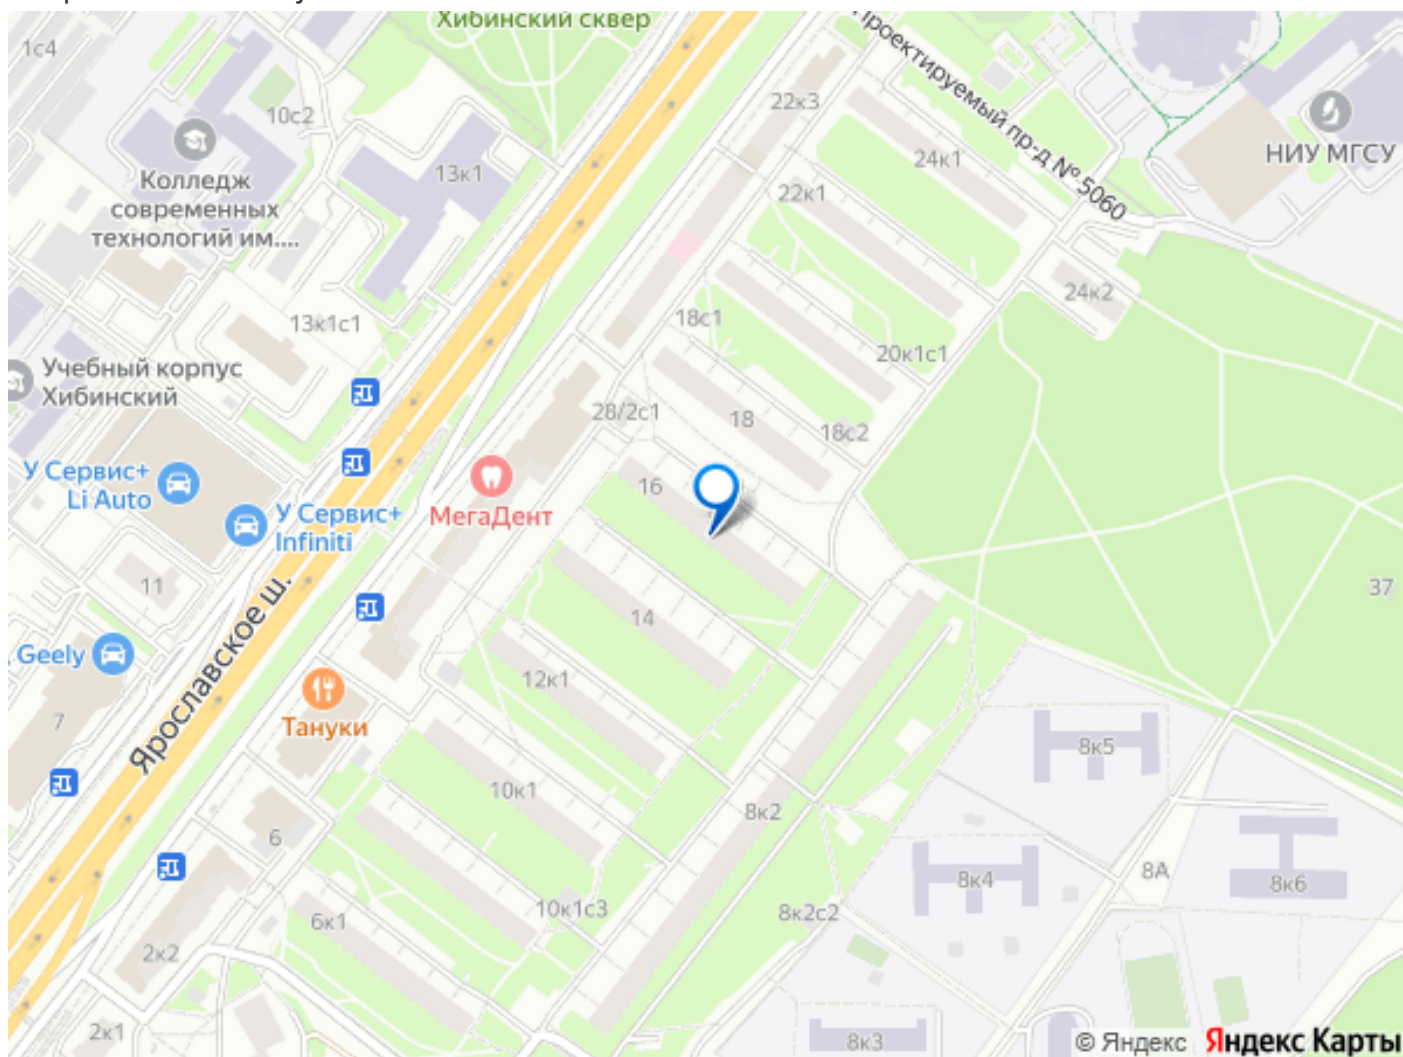 Хибинский сквер
1с4
10с2
Колледж
современных
технологий им....
13к1
22к3
Проектируемый пр-д № 5060
24к1
НИУ МГСУ
22к1
24к2
13к1с1
18с1
20к1с1
Учебный корпус
Хибинский
28/2с1
18
18с2
У Сервис+
Li Auto
16
МегаДент
У Сервис+
Infiniti
11
37
14
Ярославское ш.
Geely
12к1
Тануки
7
8к5
10к1
8к2
6
8А
8к4
8к6
10к1с3
8к2с2
6к1
2к2
2к1
8к3
© Яндекс Яндекс Карты